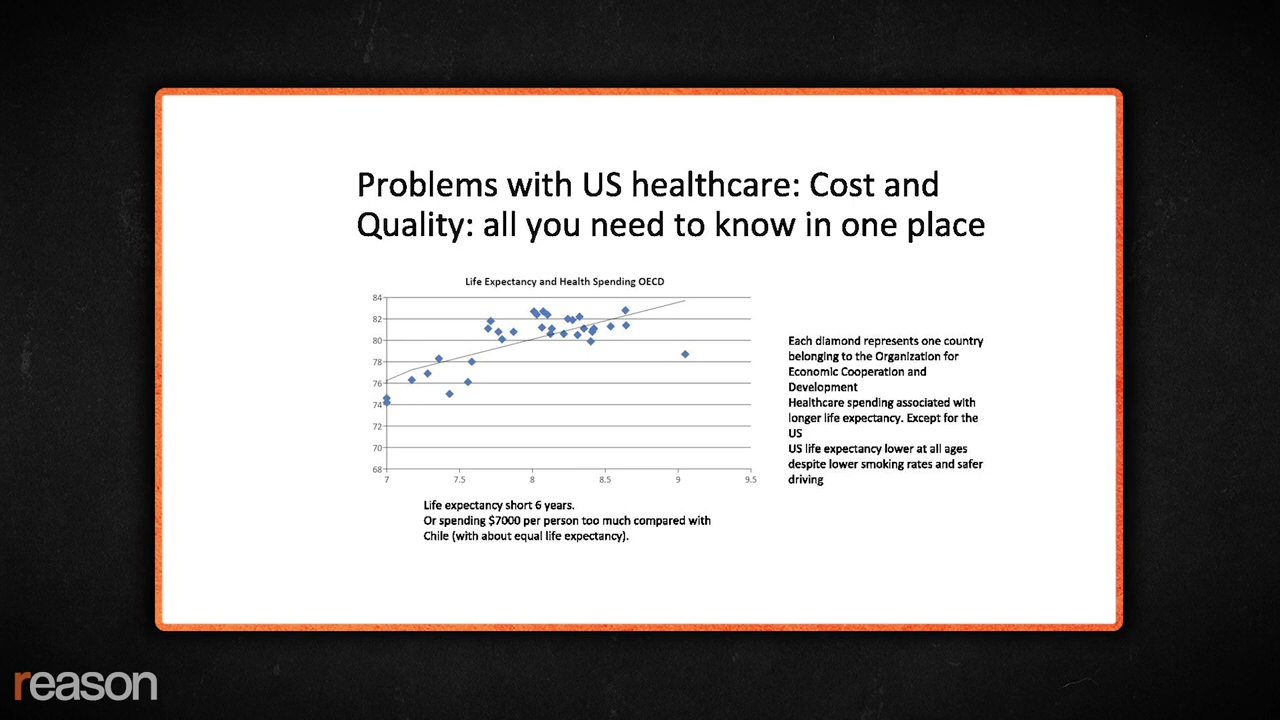 Problems with US healthcare: Cost and
Quality: all you need to know in one place
Life Expectancy and Health Spending OECD
84
82
80
78
76
74
72
70
68
7
7.5
8
8.5
9
9.5
Each diamond represents one country
belonging to the Organization for
Economic Cooperation and
Development
Healthcare spending associated with
longer life expectancy. Except for the
US
US life expectancy lower at all ages
despite lower smoking rates and safer
driving
Life expectancy short 6 years.
Or spending $7000 per person too much compared with
Chile (with about equal life expectancy).
reason